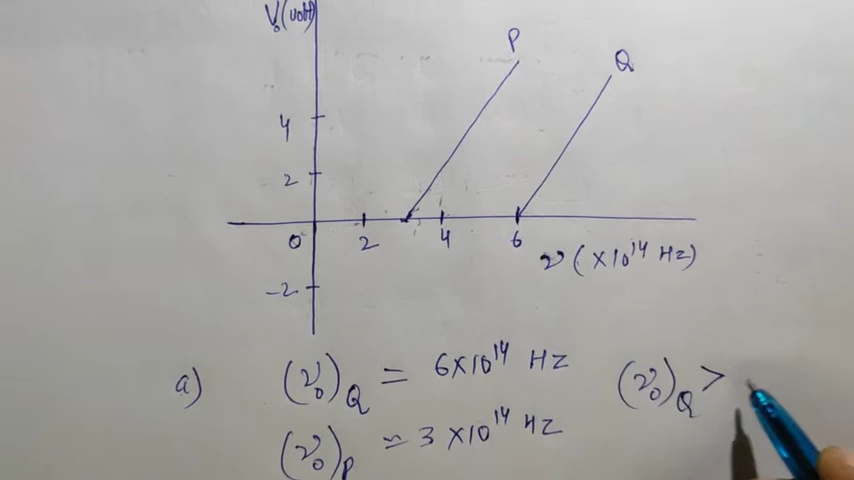 V₀(volt)
P
Q
4
2
0 2 4 6
ν(×10¹⁴ Hz)
-2
a) (ν₀)Q = 6×10¹⁴ Hz (ν₀)Q >
(ν₀)P = 3×10¹⁴ Hz